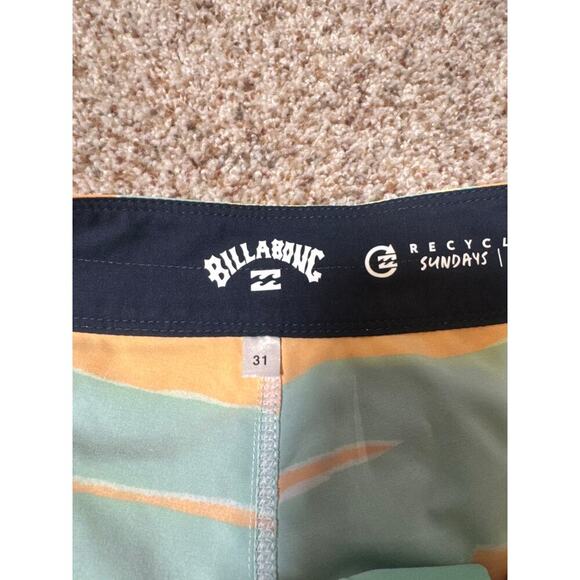 BILLABONG
RECYCL
SUNDAYS |
31